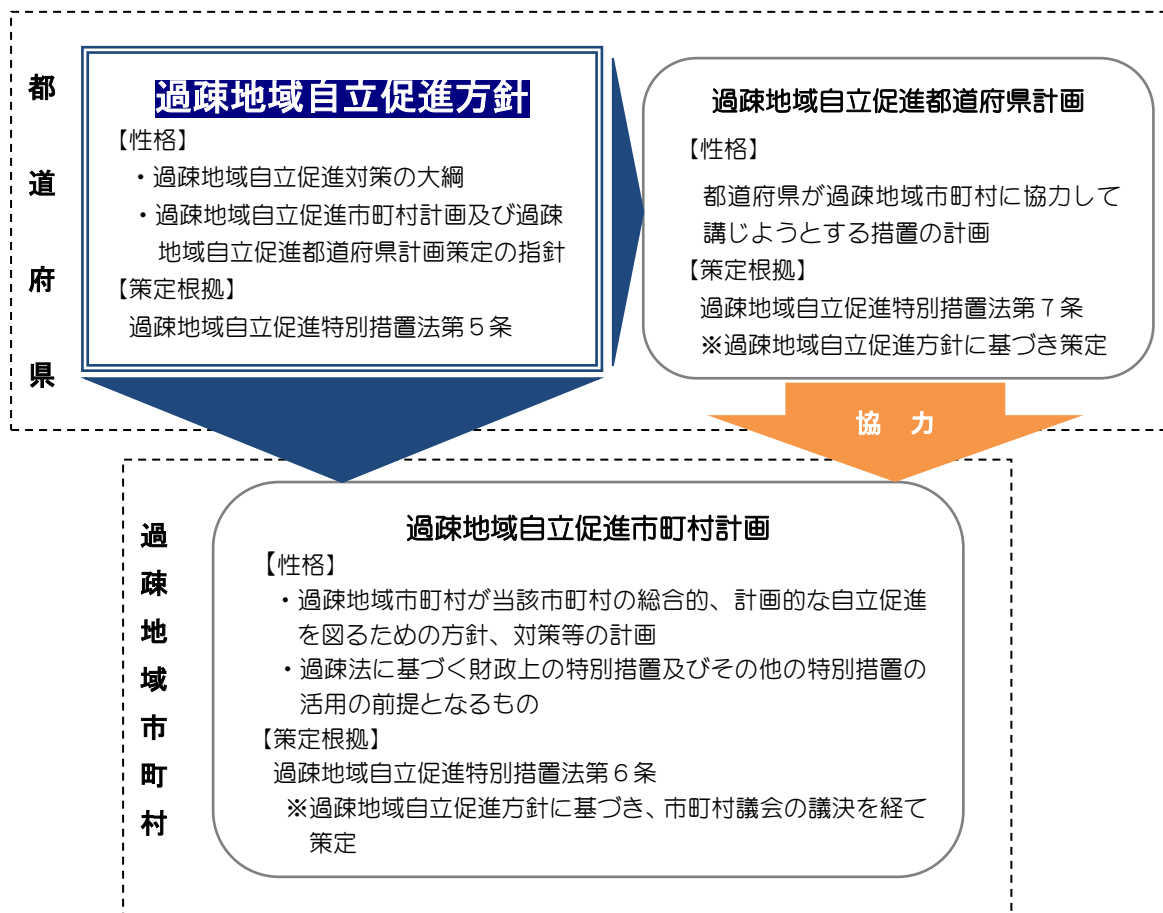 都道府県
過疎地域自立促進方針
【性格】
・過疎地域自立促進対策の大綱
・過疎地域自立促進市町村計画及び過疎
地域自立促進都道府県計画策定の指針
【策定根拠】
過疎地域自立促進特別措置法第５条
過疎地域自立促進都道府県計画
【性格】
都道府県が過疎地域市町村に協力して
講じようとする措置の計画
【策定根拠】
過疎地域自立促進特別措置法第７条
※過疎地域自立促進方針に基づき策定
協 力
過疎地域市町村
過疎地域自立促進市町村計画
【性格】
・過疎地域市町村が当該市町村の総合的、計画的な自立促進
を図るための方針、対策等の計画
・過疎法に基づく財政上の特別措置及びその他の特別措置の
活用の前提となるもの
【策定根拠】
過疎地域自立促進特別措置法第６条
※過疎地域自立促進方針に基づき、市町村議会の議決を経て
策定